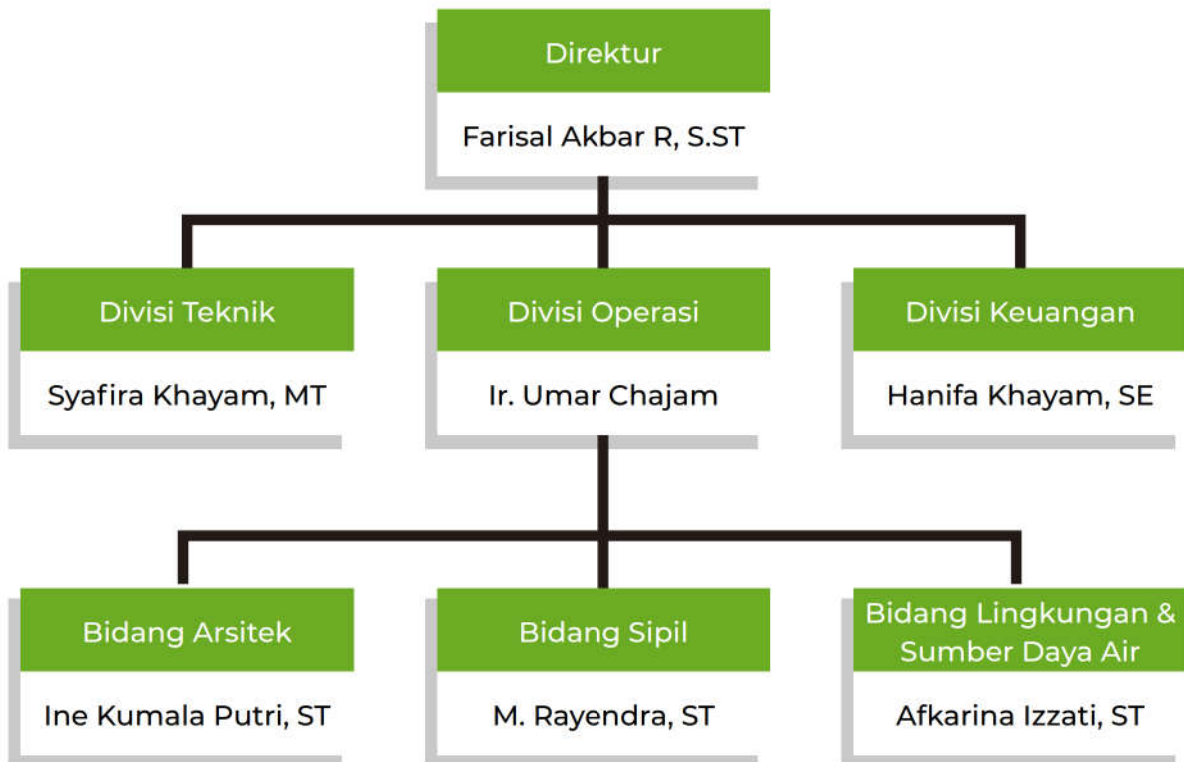 Direktur
Farisal Akbar R, S.ST
Divisi Teknik
Syafira Khayam, MT
Divisi Operasi
Ir. Umar Chajam
Divisi Keuangan
Hanifa Khayam, SE
Bidang Arsitek
Ine Kumala Putri, ST
Bidang Sipil
M. Rayendra, ST
Bidang Lingkungan &
Sumber Daya Air
Afkarina Izzati, ST